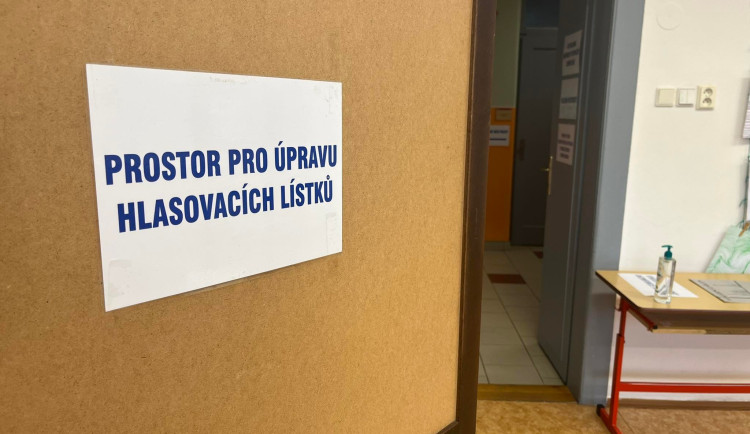 PROSTOR PRO ÚPRAVU
HLASOVACÍCH LÍSTKŮ